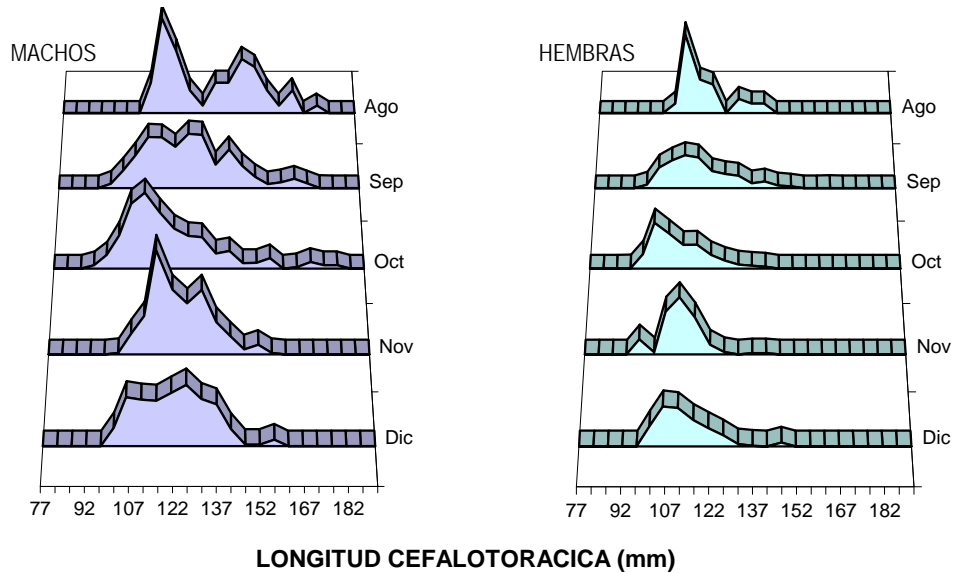 MACHOS
HEMBRAS
Ago
Ago
Sep
Sep
Oct
Oct
Nov
Nov
Dic
Dic
77 92 107 122 137 152 167 182
77 92 107 122 137 152 167 182
LONGITUD CEFALOTORACICA (mm)